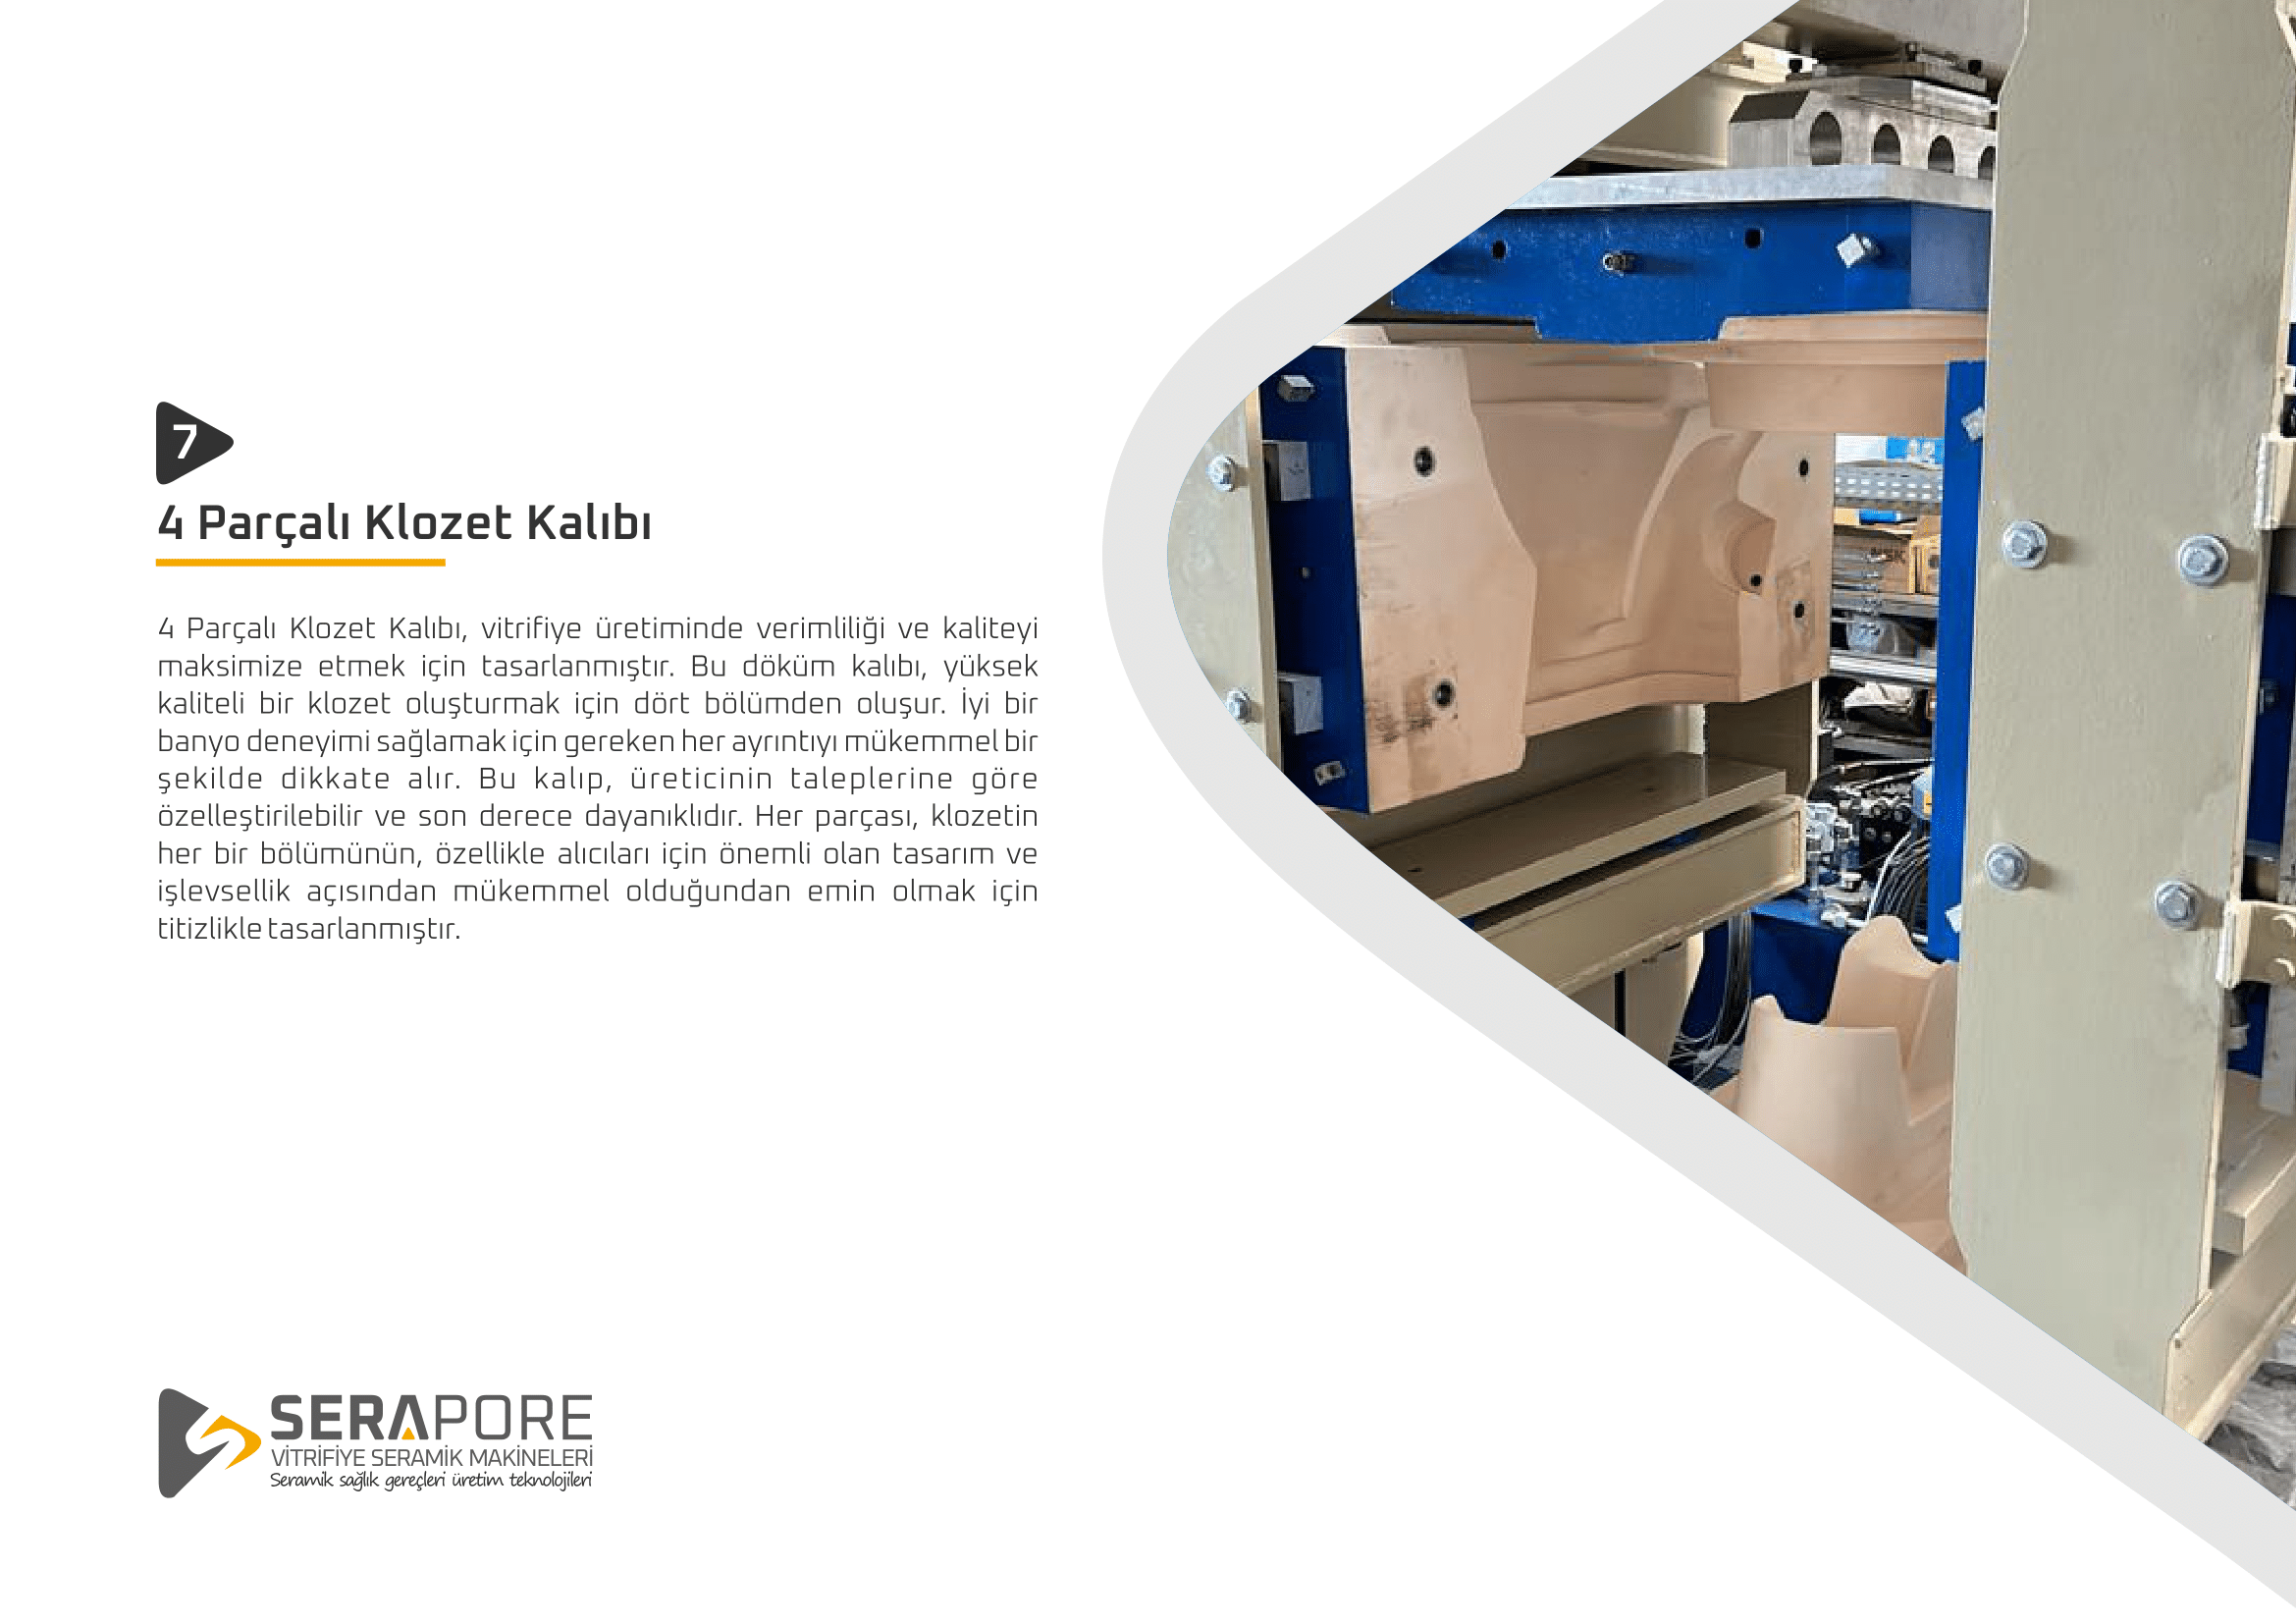 7
4 Parçalı Klozet Kalıbı
4 Parçalı Klozet Kalıbı, vitrifiye üretiminde verimliliği ve kaliteyi
maksimize etmek için tasarlanmıştır. Bu döküm kalıbı, yüksek
kaliteli bir klozet oluşturmak için dört bölümden oluşur. İyi bir
banyo deneyimi sağlamak için gereken her ayrıntıyı mükemmel bir
şekilde dikkate alır. Bu kalıp, üreticinin taleplerine göre
özelleştirilebilir ve son derece dayanıklıdır. Her parçası, klozetin
her bir bölümünün, özellikle alıcıları için önemli olan tasarım ve
işlevsellik açısından mükemmel olduğundan emin olmak için
titizlikle tasarlanmıştır.
SERAPORE
VİTRİFİYE SERAMİK MAKİNELERİ
Seramik sağlık gereçleri üretim teknolojileri